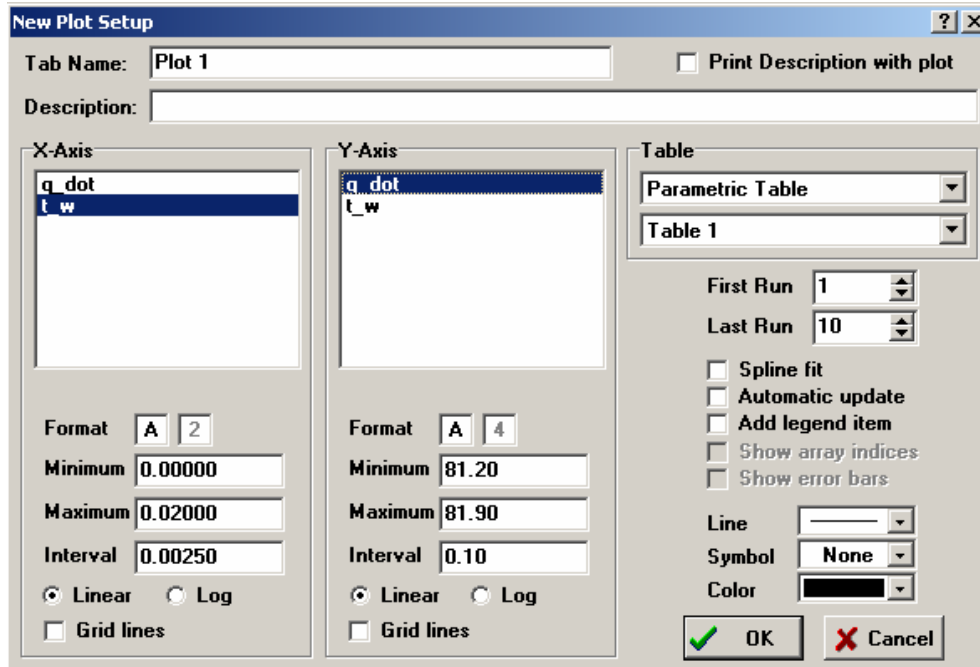 New Plot Setup
Tab Name: Plot 1
Print Description with plot
Description:
X-Axis
q_dot
t_w
Format A 2
Minimum 0.00000
Maximum 0.02000
Interval 0.00250
Linear Log
Grid lines
Y-Axis
q_dot
t_w
Format A 4
Minimum 81.20
Maximum 81.90
Interval 0.10
Linear Log
Grid lines
Table
Parametric Table
Table 1
First Run 1
Last Run 10
Spline fit
Automatic update
Add legend item
Show array indices
Show error bars
Line
Symbol None
Color
OK Cancel